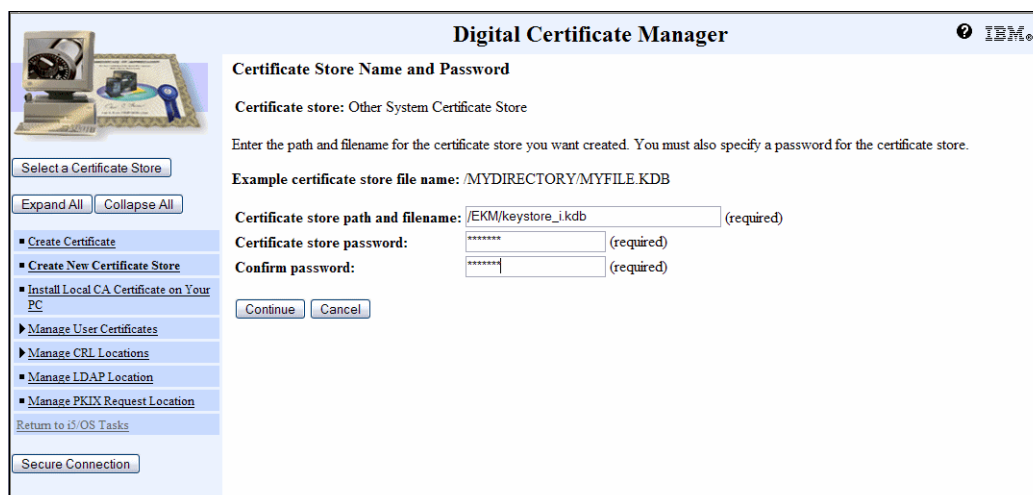 Digital Certificate Manager
IBM®
Select a Certificate Store
Expand All Collapse All
Create Certificate
Create New Certificate Store
Install Local CA Certificate on Your
PC
Manage User Certificates
Manage CRL Locations
Manage LDAP Location
Manage PKIX Request Location
Return to i5/OS Tasks
Secure Connection
Certificate Store Name and Password
Certificate store: Other System Certificate Store
Enter the path and filename for the certificate store you want created. You must also specify a password for the certificate store.
Example certificate store file name: /MYDIRECTORY/MYFILE.KDB
Certificate store path and filename: /EKM/keystore_i.kdb (required)
Certificate store password: ******* (required)
Confirm password: ******* (required)
Continue Cancel